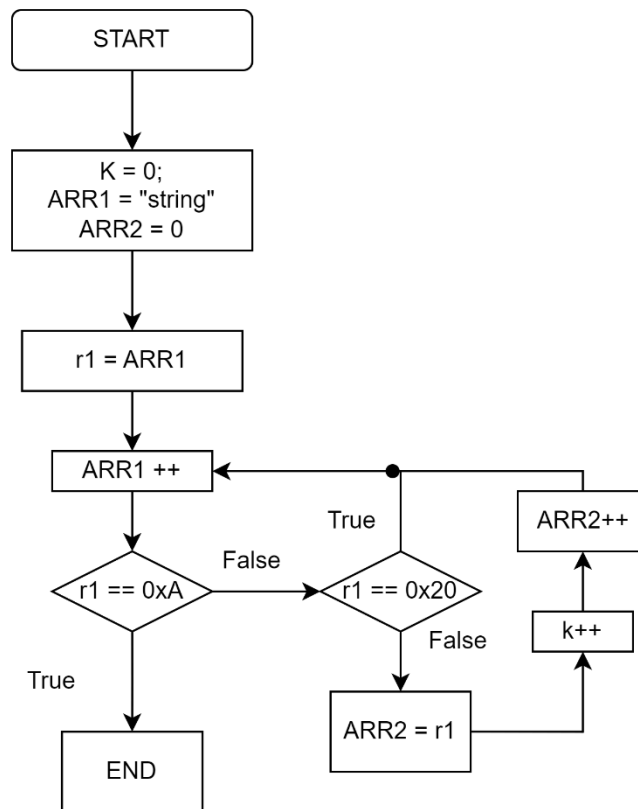 START
K = 0;
ARR1 = "string"
ARR2 = 0
r1 = ARR1
ARR1 ++
True
ARR2++
False
r1 == 0xA
r1 == 0x20
k++
False
True
ARR2 = r1
END